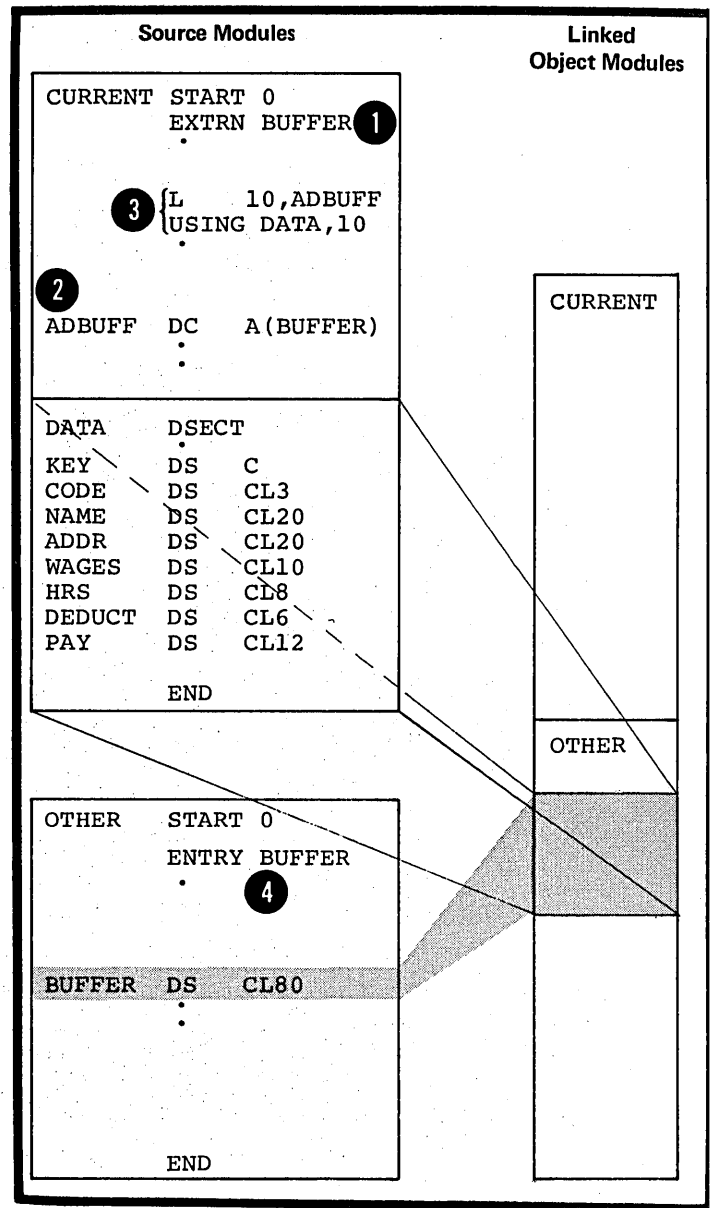 Source Modules
Linked
Object Modules
CURRENT START 0
EXTRN BUFFER 1
3 L 10,ADBUFF
USING DATA,10
2
ADBUFF DC A(BUFFER)
DATA DSECT
KEY DS C
CODE DS CL3
NAME DS CL20
ADDR DS CL20
WAGES DS CL10
HRS DS CL8
DEDUCT DS CL6
PAY DS CL12
END
OTHER START 0
ENTRY BUFFER
4
BUFFER DS CL80
END
CURRENT
OTHER